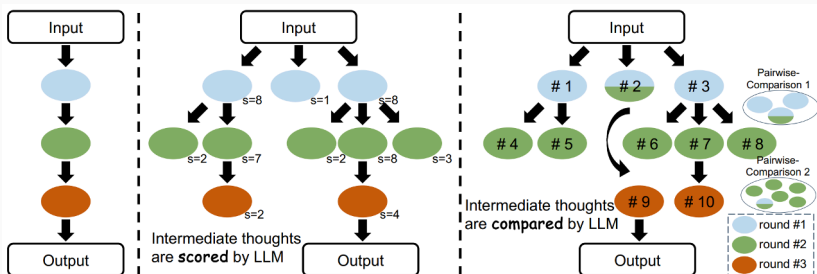 Input
Output
Input
s=8
s=1
s=8
s=2
s=7
s=2
s=8
s=3
s=2
s=4
Intermediate thoughts
are scored by LLM
Output
Input
# 1
# 2
# 3
Pairwise-
Comparison 1
# 4
# 5
# 6
# 7
# 8
Pairwise-
Comparison 2
# 9
# 10
Intermediate thoughts
are compared by LLM
Output
round #1
round #2
round #3